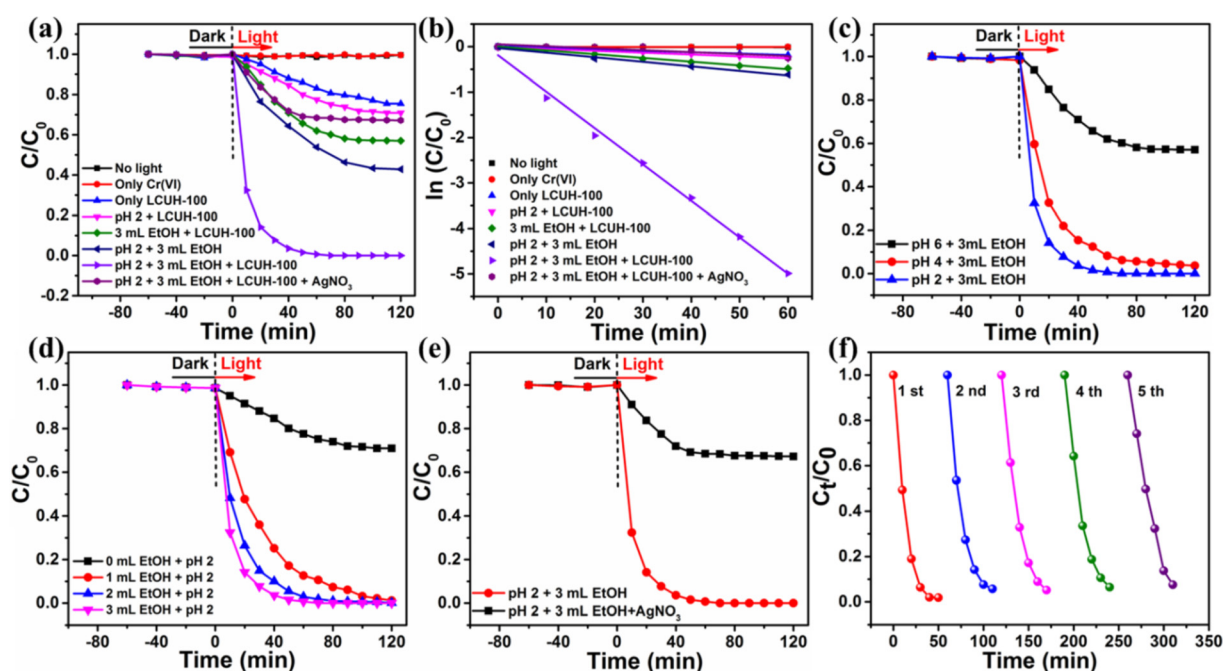 (a)
Dark
Light
C/C0
1.0
0.8
0.6
0.4
0.2
0.0
-0.2
No light
Only Cr(VI)
Only LCUH-100
pH 2 + LCUH-100
3 mL EtOH + LCUH-100
pH 2 + 3 mL EtOH
pH 2 + 3 mL EtOH + LCUH-100
pH 2 + 3 mL EtOH + LCUH-100 + AgNO3
-80 -40 0 40 80 120
Time (min)
(b)
ln (C/C0)
0
-1
-2
-3
-4
-5
No light
Only Cr(VI)
Only LCUH-100
pH 2 + LCUH-100
3 mL EtOH + LCUH-100
pH 2 + 3 mL EtOH
pH 2 + 3 mL EtOH + LCUH-100
pH 2 + 3 mL EtOH + LCUH-100 + AgNO3
0 10 20 30 40 50 60
Time (min)
(c)
Dark
Light
C/C0
1.0
0.8
0.6
0.4
0.2
0.0
pH 6 + 3mL EtOH
pH 4 + 3mL EtOH
pH 2 + 3mL EtOH
-80 -40 0 40 80 120
Time (min)
(d)
Dark
Light
C/C0
1.0
0.8
0.6
0.4
0.2
0.0
0 mL EtOH + pH 2
1 mL EtOH + pH 2
2 mL EtOH + pH 2
3 mL EtOH + pH 2
-80 -40 0 40 80 120
Time (min)
(e)
Dark
Light
C/C0
1.0
0.8
0.6
0.4
0.2
0.0
pH 2 + 3 mL EtOH
pH 2 + 3 mL EtOH+AgNO3
-80 -40 0 40 80 120
Time (min)
(f)
Ct/C0
1.0
0.8
0.6
0.4
0.2
0.0
1 st
2 nd
3 rd
4 th
5 th
0 50 100 150 200 250 300 350
Time (min)